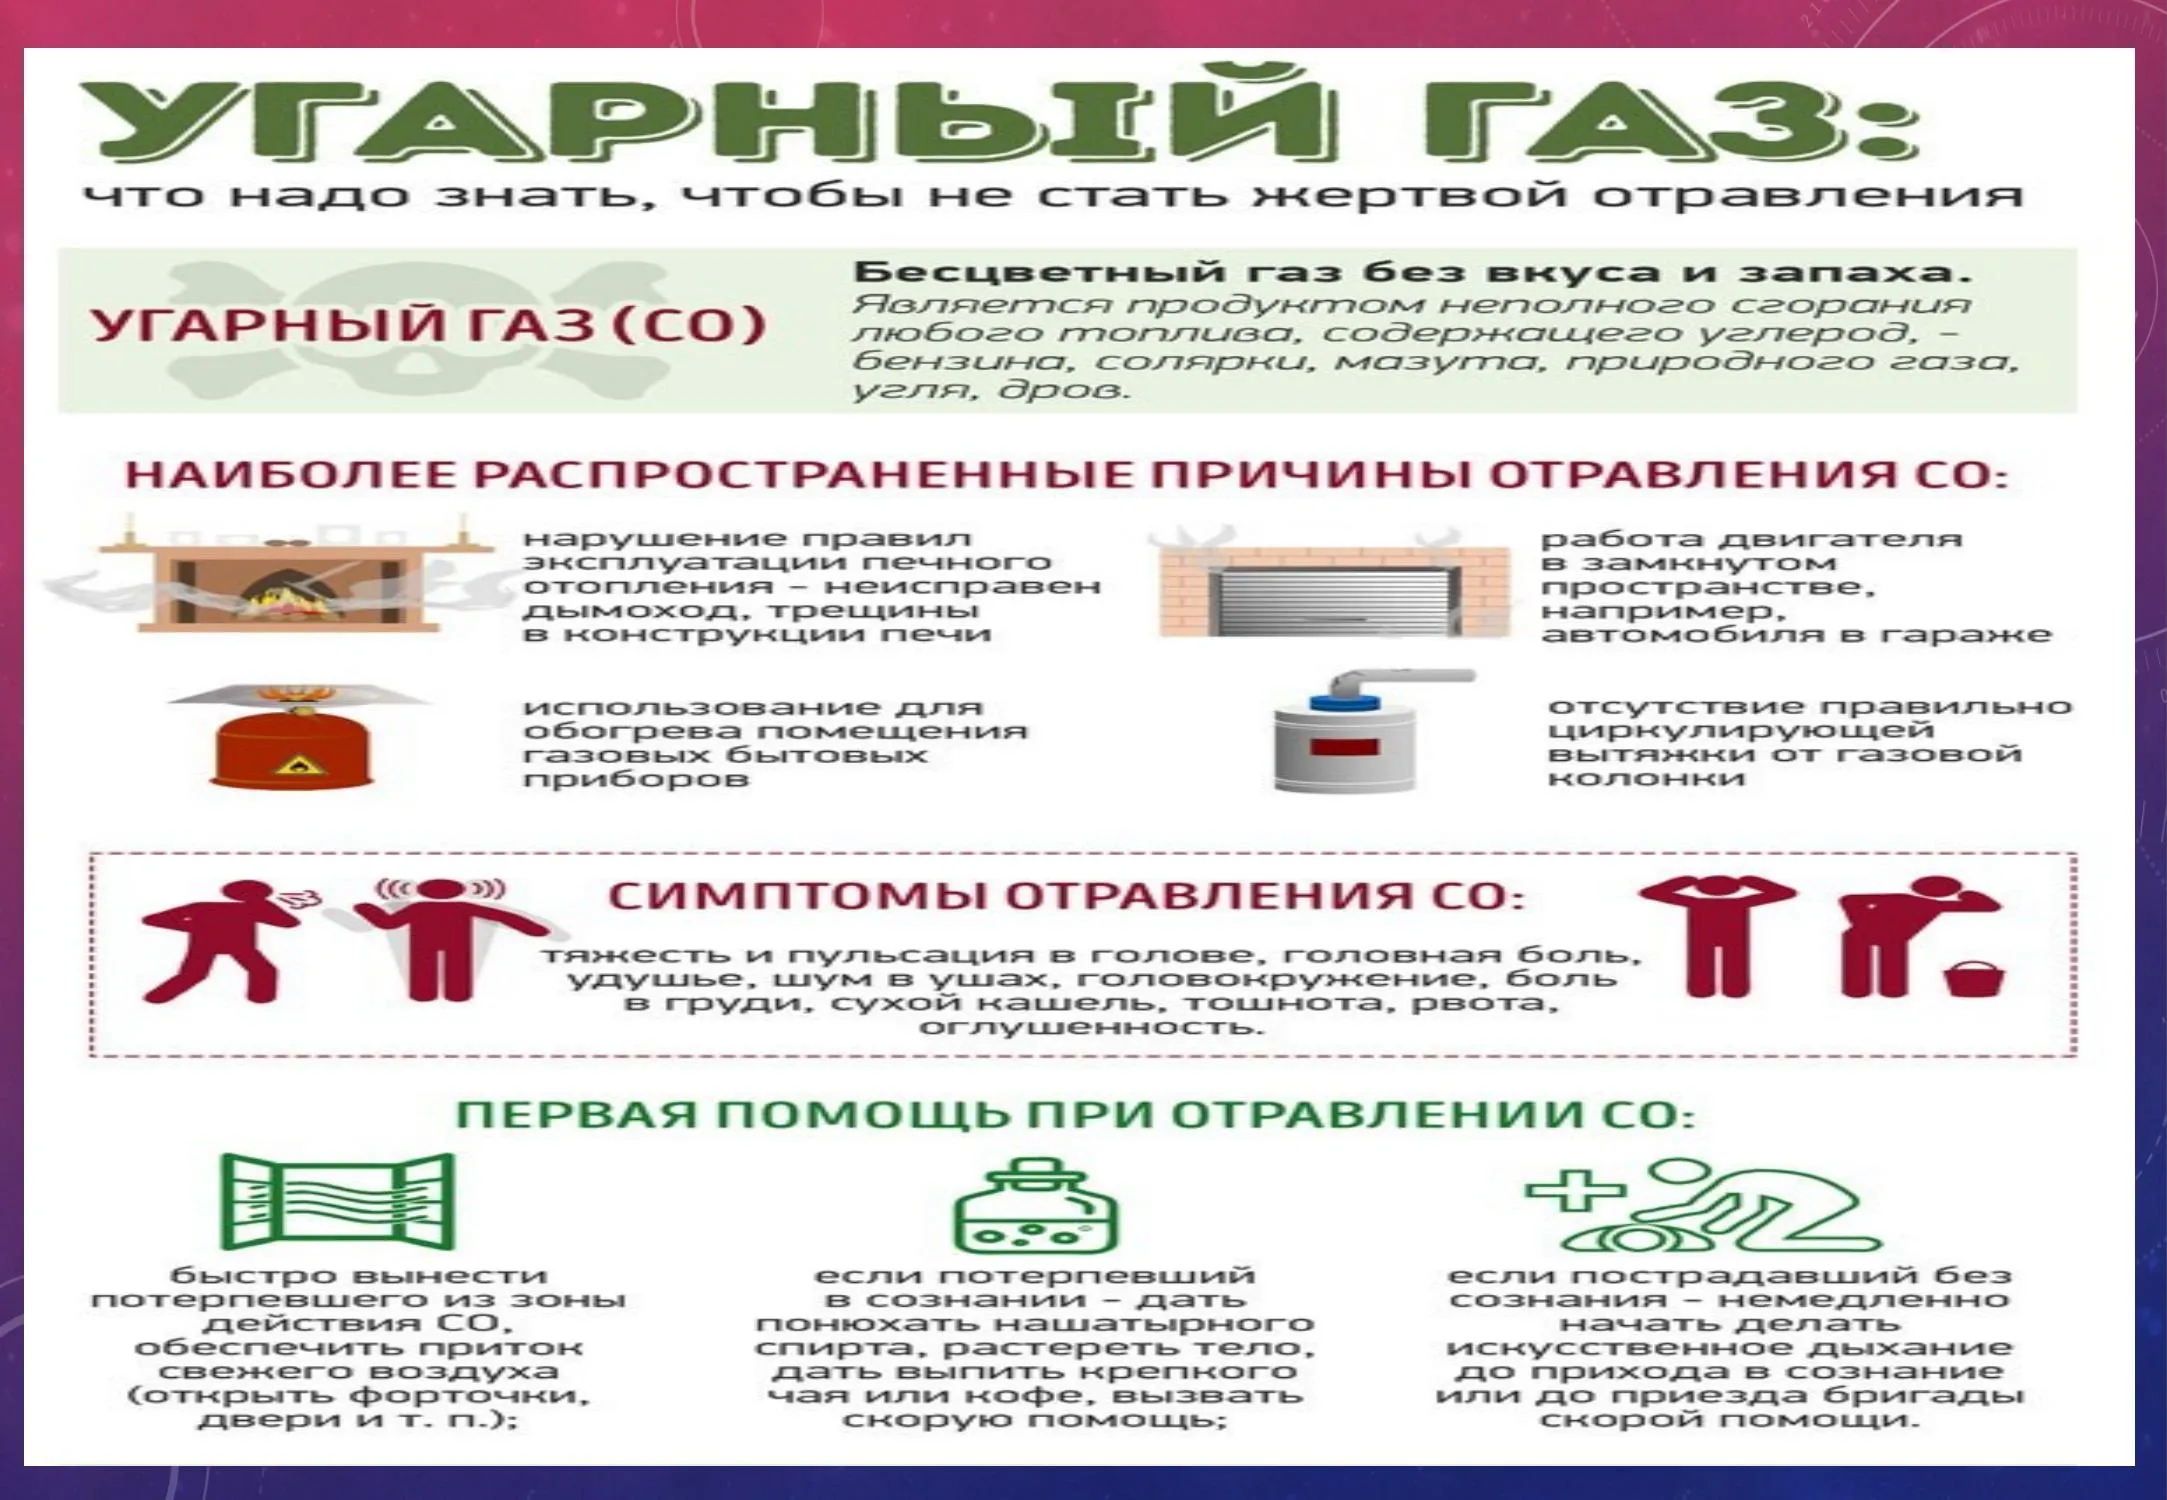 УГАРНЫЙ ГАЗ:
что надо знать, чтобы не стать жертвой отравления
УГАРНЫЙ ГАЗ (СО)
Бесцветный газ без вкуса и запаха.
Является продуктом неполного сгорания
любого топлива, содержащего углерод, -
бензина, солярки, мазута, природного газа,
угля, дров.
НАИБОЛЕЕ РАСПРОСТРАНЕННЫЕ ПРИЧИНЫ ОТРАВЛЕНИЯ СО:
нарушение правил
эксплуатации печного
отопления - неисправен
дымоход, трещины
в конструкции печи
работа двигателя
в замкнутом
пространстве,
например,
автомобиля в гараже
использование для
обогрева помещения
газовых бытовых
приборов
отсутствие правильно
циркулирующей
вытяжки от газовой
колонки
СИМПТОМЫ ОТРАВЛЕНИЯ СО:
тяжесть и пульсация в голове, головная боль,
удушье, шум в ушах, головокружение, боль
в груди, сухой кашель, тошнота, рвота,
оглушенность.
ПЕРВАЯ ПОМОЩЬ ПРИ ОТРАВЛЕНИИ СО:
быстро вынести
потерпевшего из зоны
действия СО,
обеспечить приток
свежего воздуха
(открыть форточки,
двери и т. п.);
если потерпевший
в сознании - дать
понюхать нашатырного
спирта, растереть тело,
дать выпить крепкого
чая или кофе, вызвать
скорую помощь;
если пострадавший без
сознания - немедленно
начать делать
искусственное дыхание
до прихода в сознание
или до приезда бригады
скорой помощи.